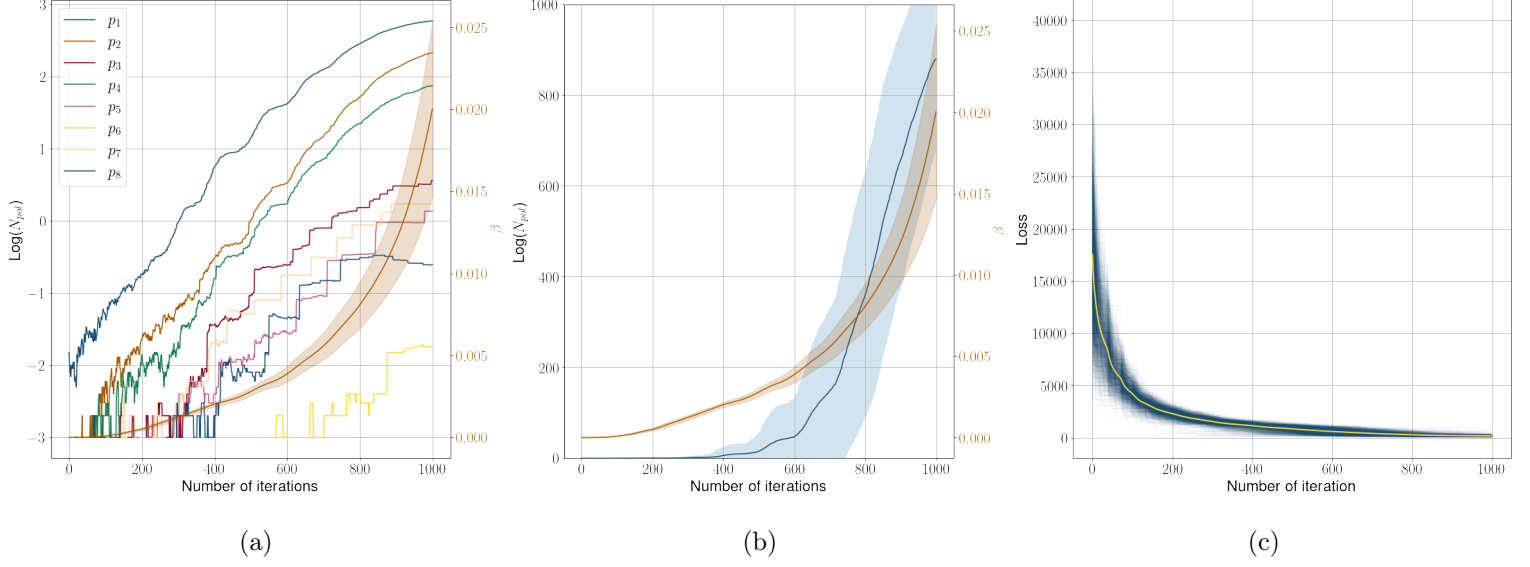 3
2
1
0
−1
−2
−3
Log(N_pol)
p1
p2
p3
p4
p5
p6
p7
p8
0.025
0.020
0.015
0.010
0.005
0.000
β
0 200 400 600 800 1000
Number of iterations
(a)
1000
800
600
400
200
0
Log(N_pol)
0.025
0.020
0.015
0.010
0.005
0.000
β
0 200 400 600 800 1000
Number of iterations
(b)
40000
35000
30000
25000
20000
15000
10000
5000
0
Loss
0 200 400 600 800 1000
Number of iteration
(c)